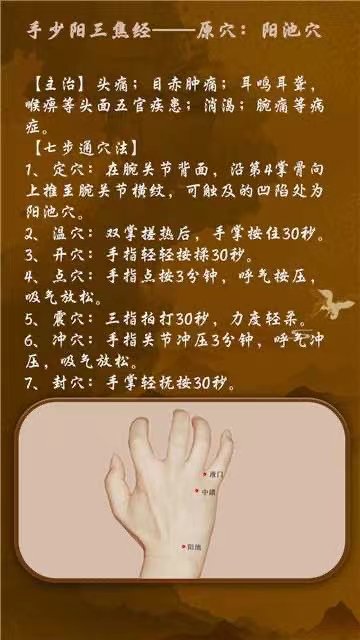 手少阳三焦经——原穴：阳池穴
【主治】头痛；目赤肿痛；耳鸣耳聋，
喉痹等头面五官疾患；消渴；腕痛等病
症。
【七步通穴法】
1、定穴：在腕关节背面，沿第4掌骨向
上推至腕关节横纹，可触及的凹陷处为
阳池穴。
2、温穴：双掌搓热后，手掌按住30秒。
3、开穴：手指轻轻按揉30秒。
4、点穴：手指点按3分钟，呼气按压，
吸气放松。
5、震穴：三指拍打30秒，力度轻柔。
6、冲穴：手指关节冲压3分钟，呼气冲
压，吸气放松。
7、封穴：手掌轻抚按30秒。
液门
中渚
阳池